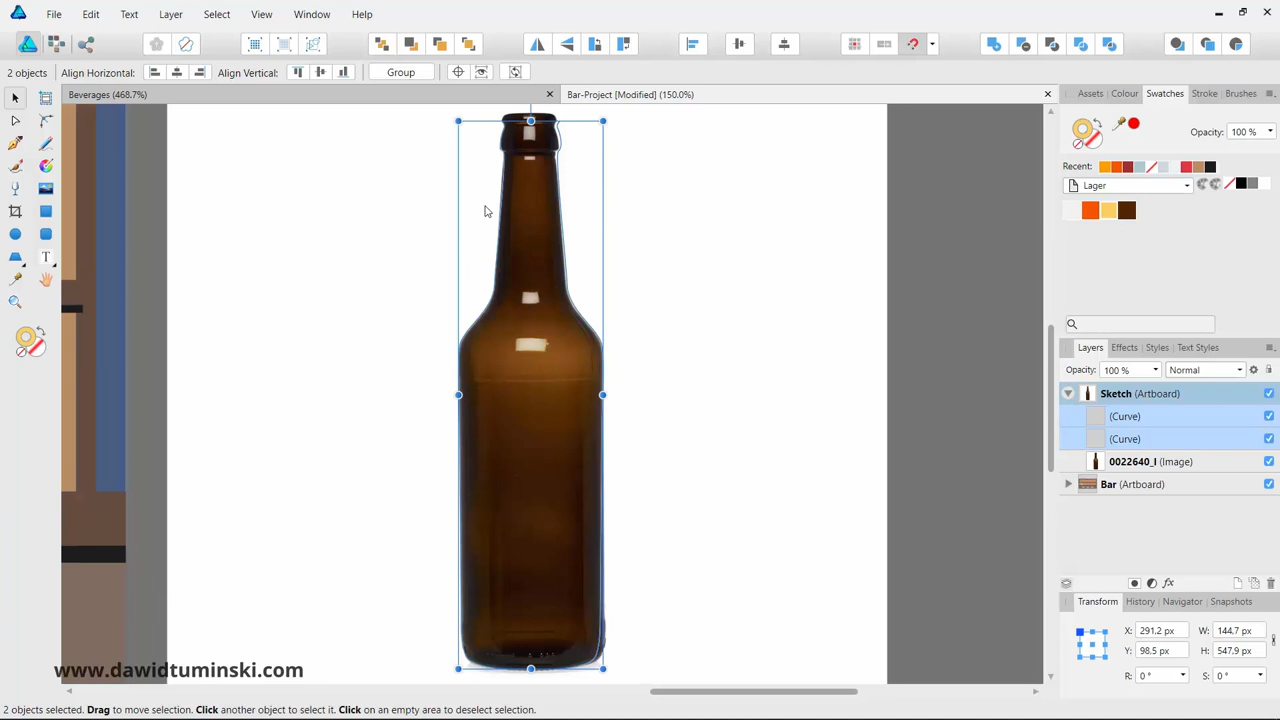 File Edit Text Layer Select View Window Help
2 objects Align Horizontal: Align Vertical: Group
Beverages (468.7%) Bar-Project [Modified] (150.0%)
Assets Colour Swatches Stroke Brushes
Opacity: 100 %
Recent:
Lager
Layers Effects Styles Text Styles
Opacity: 100 % Normal
Sketch (Artboard)
(Curve)
(Curve)
0022640_l (Image)
Bar (Artboard)
Transform History Navigator Snapshots
X: 291.2 px W: 144.7 px
Y: 98.5 px H: 547.9 px
R: 0 ° S: 0 °
www.dawidtuminski.com
2 objects selected. Drag to move selection. Click another object to select it. Click on an empty area to deselect selection.